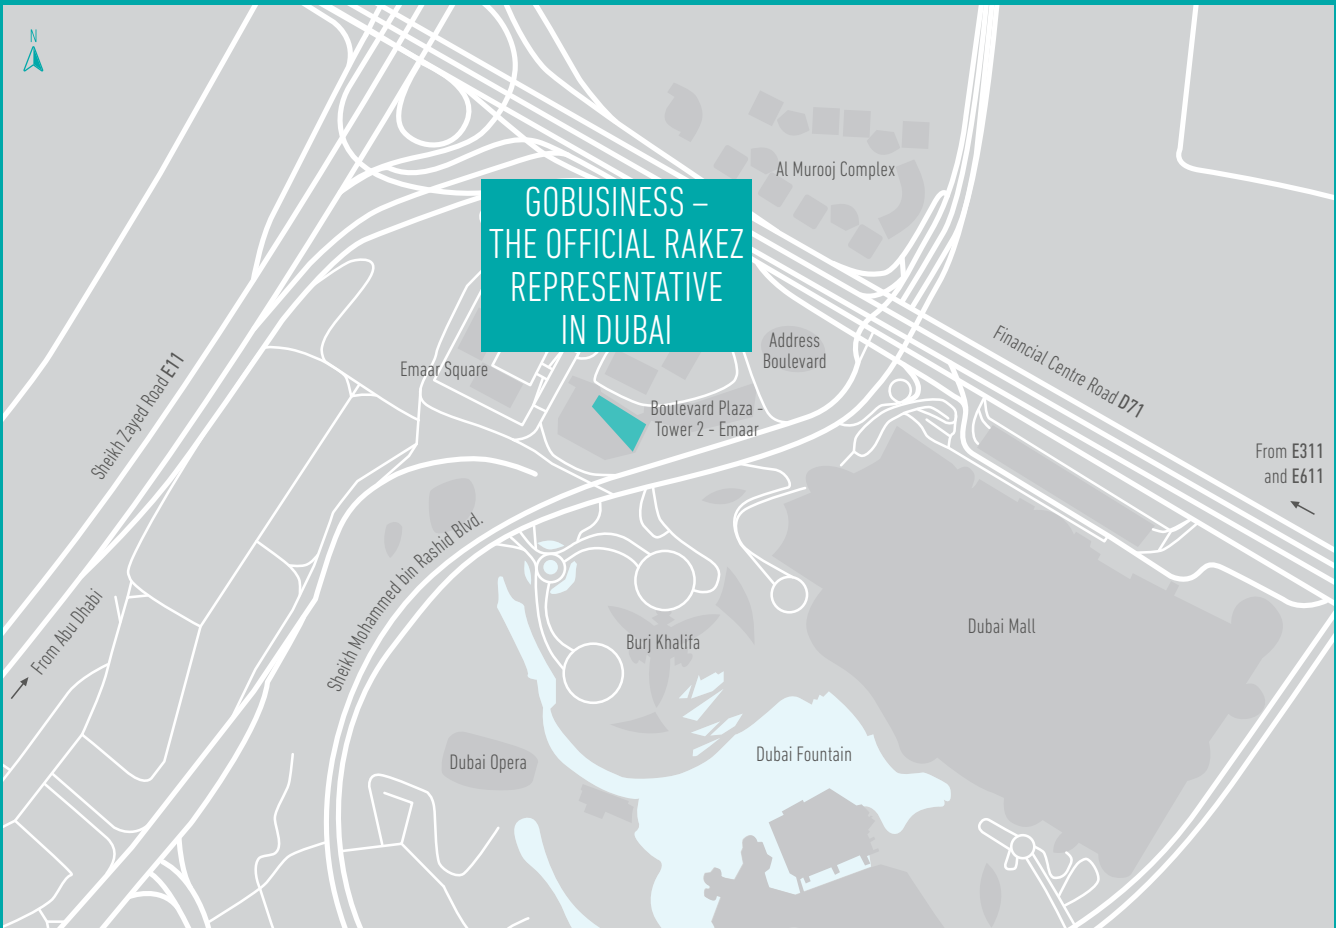 N
Al Murooj Complex
GOBUSINESS –
THE OFFICIAL RAKEZ
REPRESENTATIVE
IN DUBAI
Address
Boulevard
Financial Centre Road D71
Emaar Square
Sheikh Zayed Road E11
Boulevard Plaza -
Tower 2 - Emaar
From E311
and E611
Sheikh Mohammed bin Rashid Blvd.
From Abu Dhabi
Burj Khalifa
Dubai Mall
Dubai Opera
Dubai Fountain